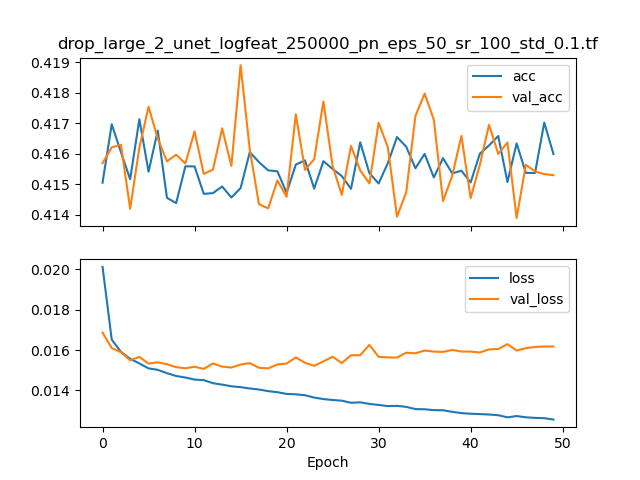 drop_large_2_unet_logfeat_250000_pn_eps_50_sr_100_std_0.1.tf
0.419
0.418
0.417
0.416
0.415
0.414
acc
val_acc
0.020
0.018
0.016
0.014
loss
val_loss
0 10 20 30 40 50
Epoch